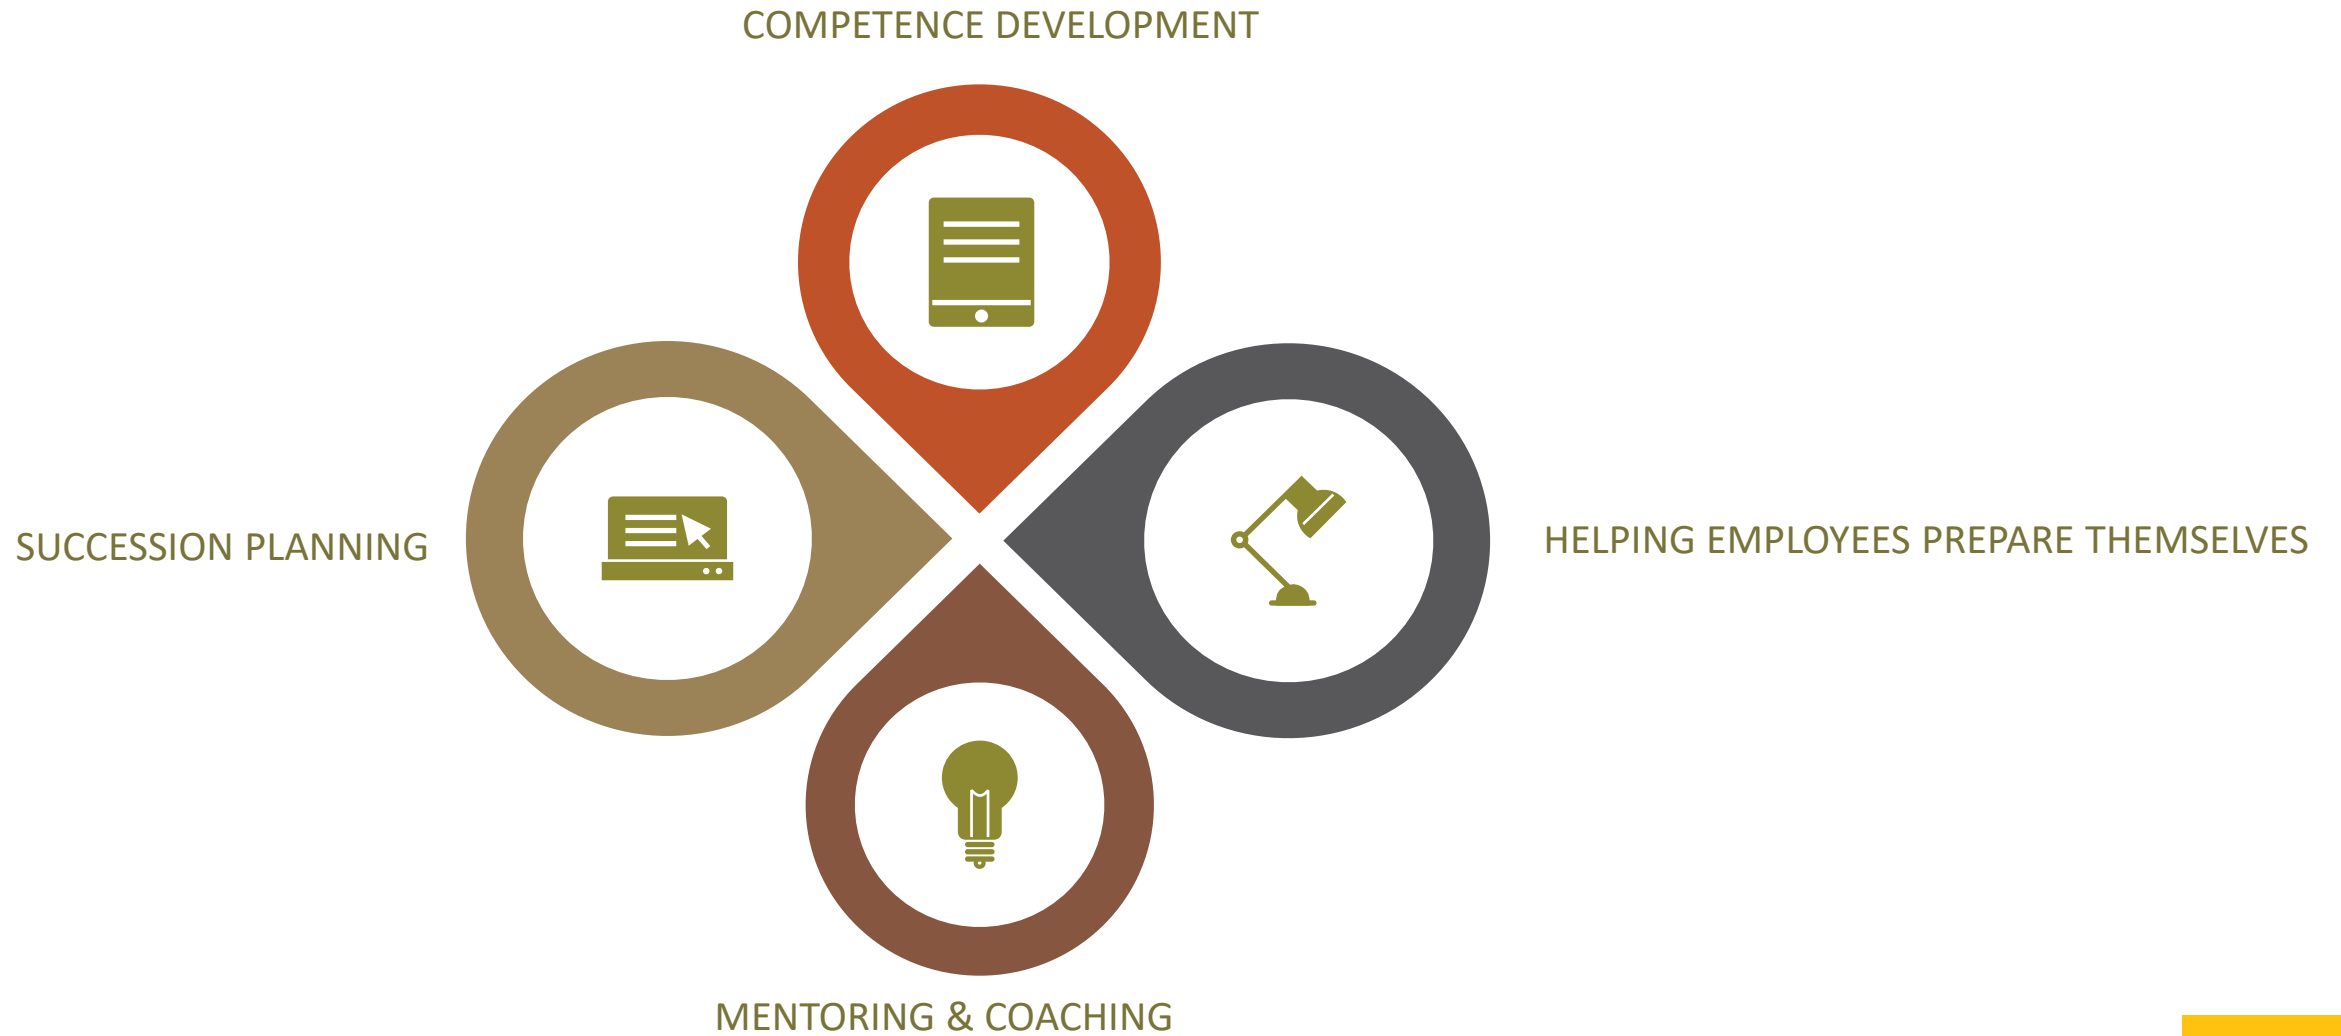 COMPETENCE DEVELOPMENT
SUCCESSION PLANNING
HELPING EMPLOYEES PREPARE THEMSELVES
MENTORING & COACHING